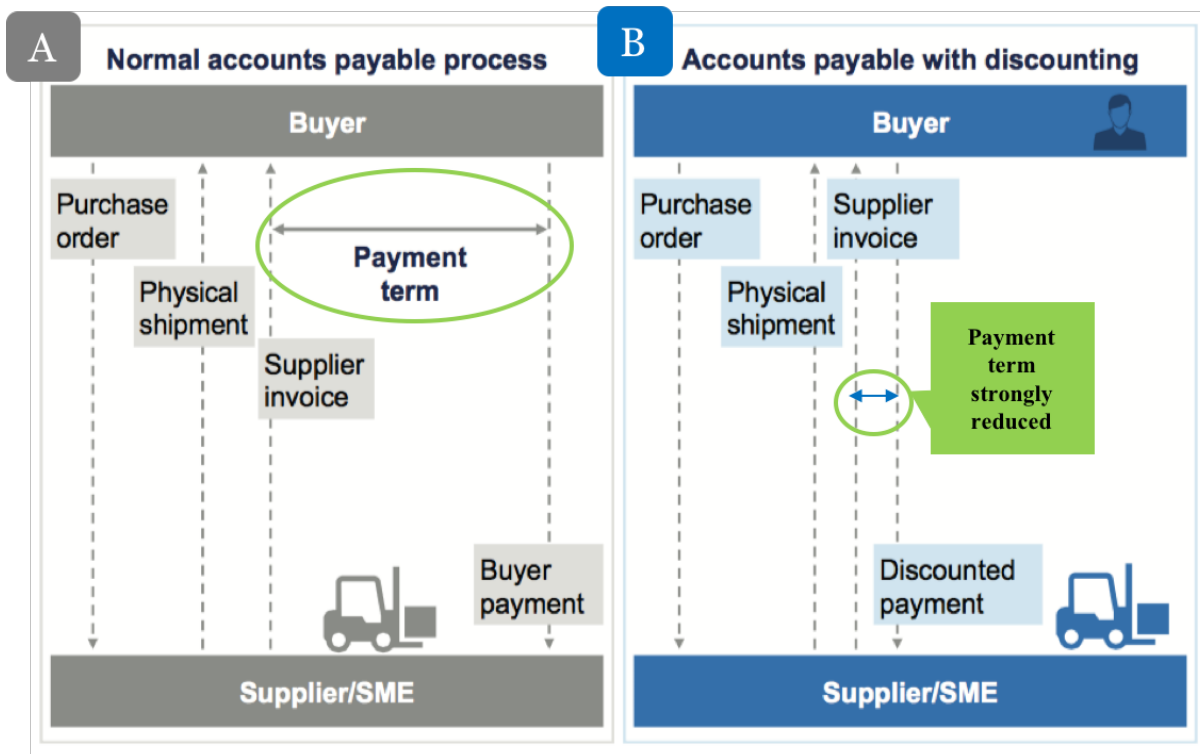 A
Normal accounts payable process
Buyer
Purchase
order
Payment
term
Physical
shipment
Supplier
invoice
Buyer
payment
Supplier/SME
B
Accounts payable with discounting
Buyer
Purchase
order
Supplier
invoice
Physical
shipment
Payment
term
strongly
reduced
Discounted
payment
Supplier/SME